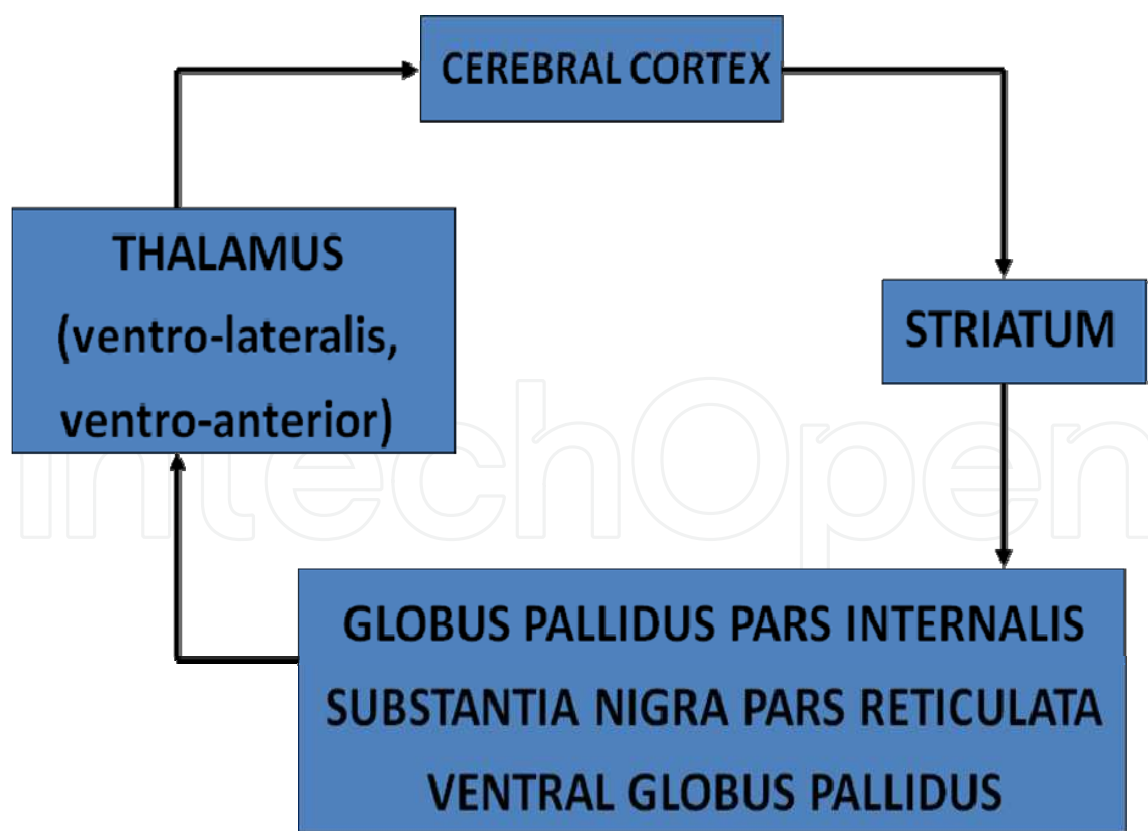 CEREBRAL CORTEX
THALAMUS
(ventro-lateralis,
ventro-anterior)
STRIATUM
IntechOpen
GLOBUS PALLIDUS PARS INTERNALIS
SUBSTANTIA NIGRA PARS RETICULATA
VENTRAL GLOBUS PALLIDUS